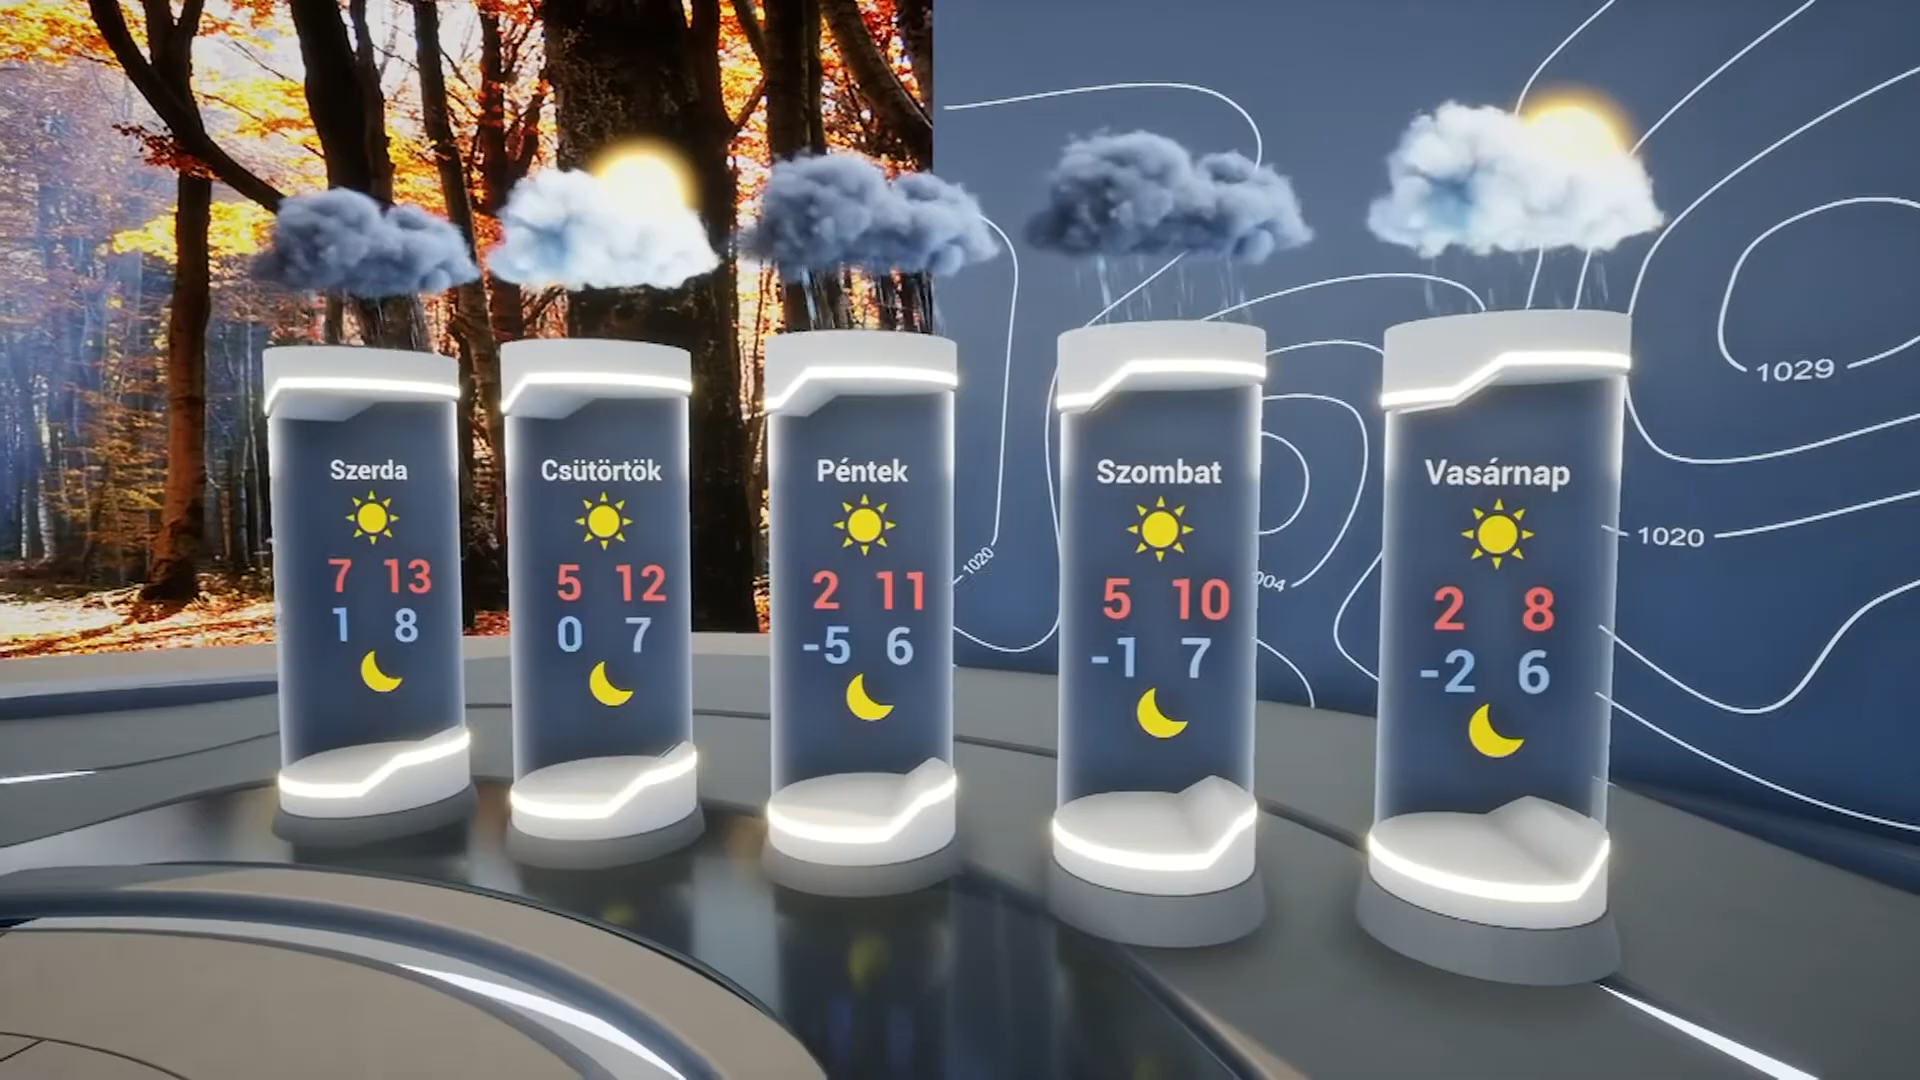 Szerda
7 13
1 8
Csütörtök
5 12
0 7
Péntek
2 11
-5 6
Szombat
5 10
-1 7
Vasárnap
2 8
-2 6
1029
1020
1020